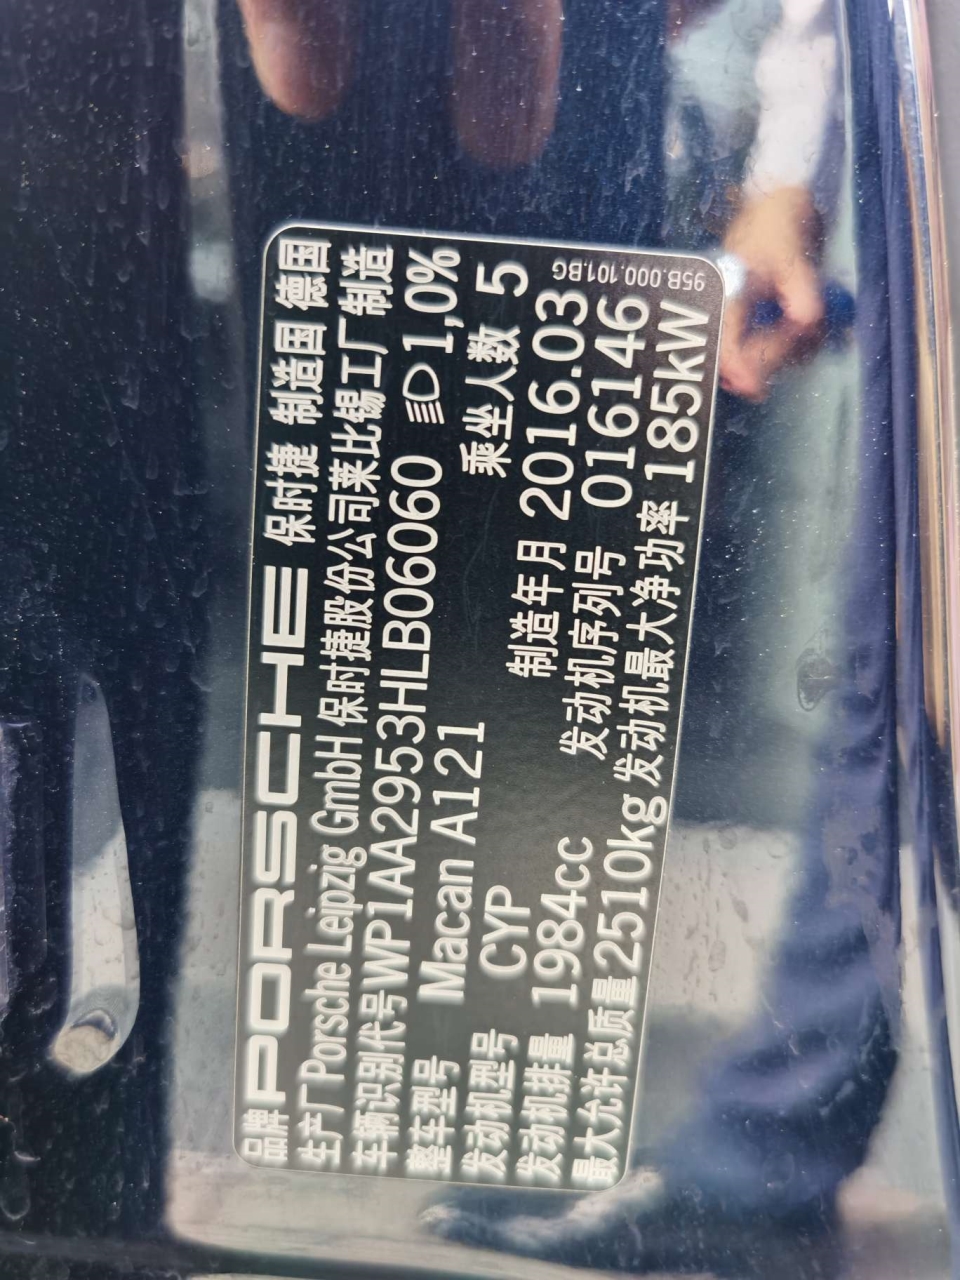 品牌 PORSCHE 保时捷 制造国 德国
生产厂 Porsche Leipzig GmbH 保时捷股份公司莱比锡工厂制造
车辆识别代号 WP1AA2953HLB06060 1,0%
整车型号 Macan A121 乘坐人数 5
发动机型号 CYP 制造年月 2016.03
发动机排量 1984cc 发动机序列号 016146
最大允许总质量 2510kg 发动机最大净功率 185kW
95B.000.101.BG